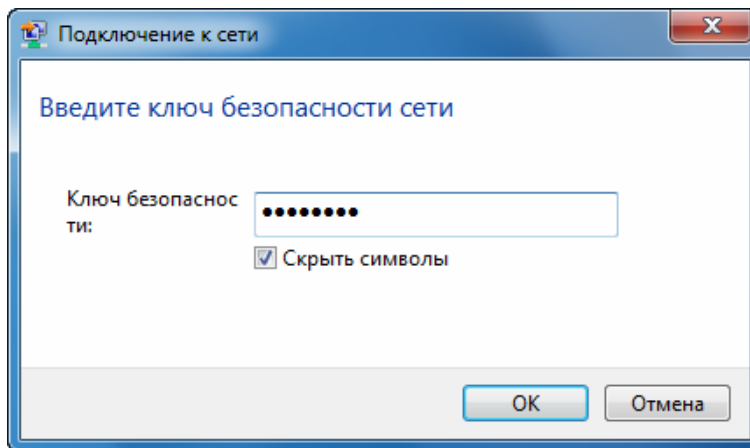 Подключение к сети
Введите ключ безопасности сети
Ключ безопаснос
ти:
••••••••
Скрыть символы
OK
Отмена